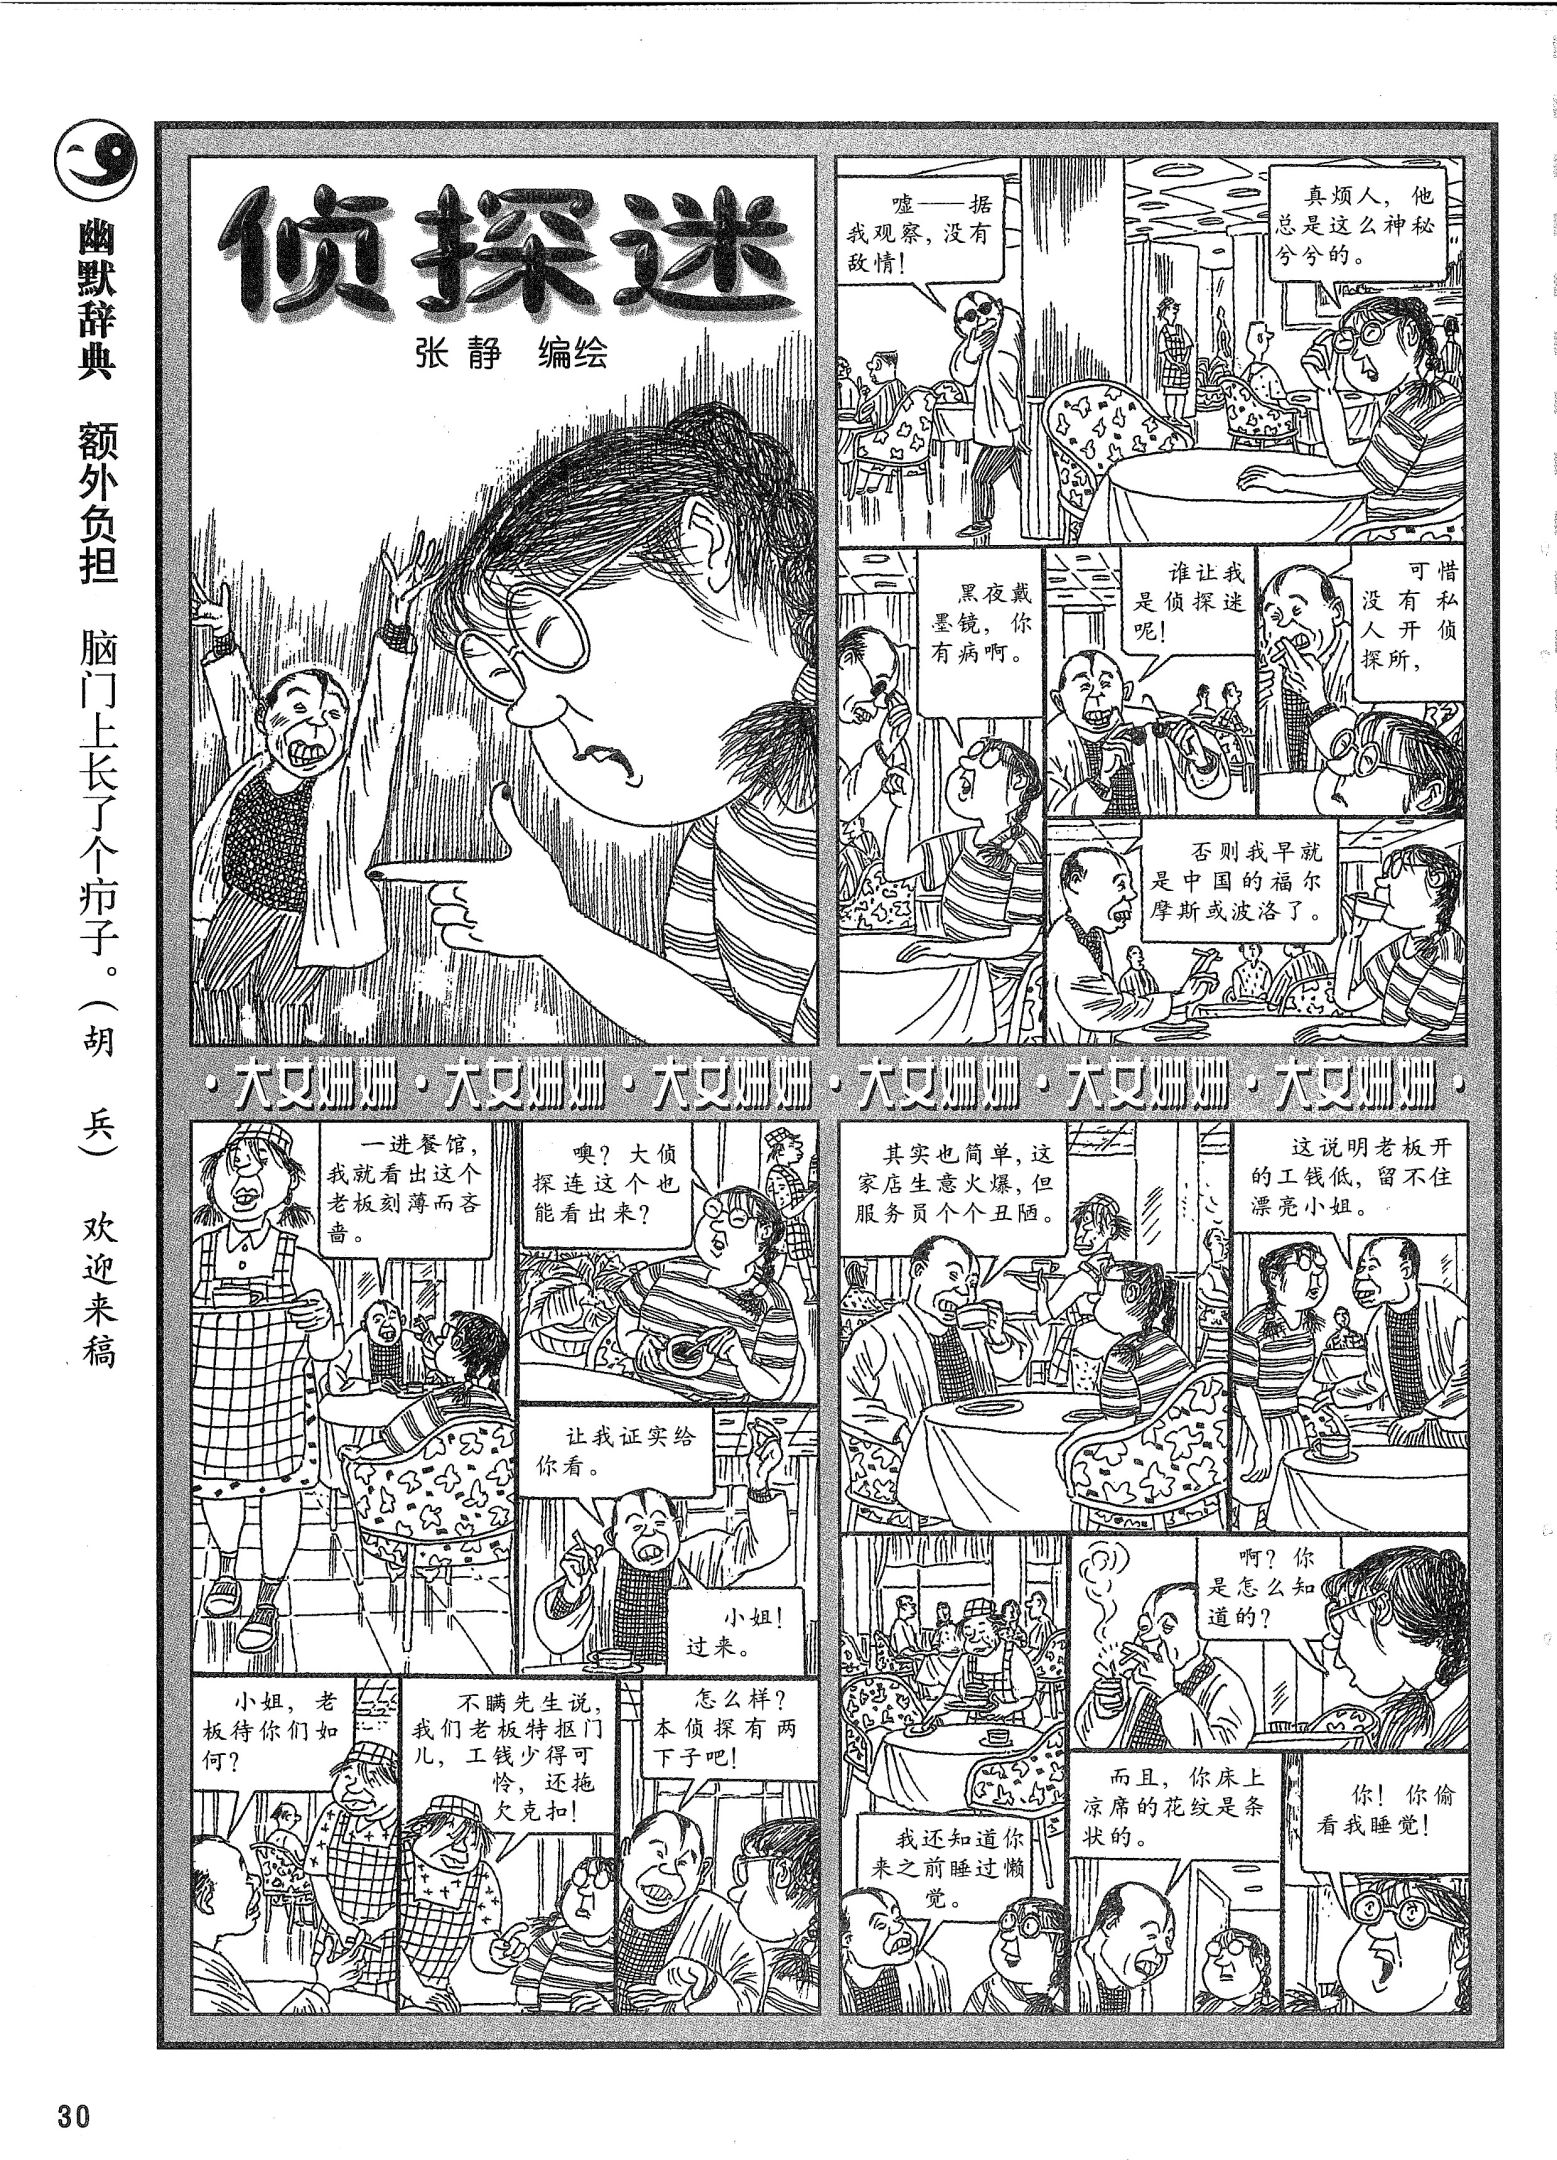 幽默辞典 额外负担 脑门上长了个疖子。(胡 兵) 欢迎来稿
侦探迷
张 静 编绘
嘘——据
我观察,没有
敌情!
真烦人,他
总是这么神秘
兮兮的。
黑夜戴
墨镜,你
有病啊。
谁让我
是侦探迷
呢!
可惜
没有私
人开侦
探所,
否则我早就
是中国的福尔
摩斯或波洛了。
·大女姗姗·大女姗姗·大女姗姗·大女姗姗·大女姗姗·大女姗姗·
一进餐馆,
我就看出这个
老板刻薄而吝
啬。
噢?大侦
探连这个也
能看出来?
让我证实给
你看。
小姐!
过来。
小姐,老
板待你们如
何?
不瞒先生说,
我们老板特抠门
儿,工钱少得可
怜,还拖
欠克扣!
怎么样?
本侦探有两
下子吧!
其实也简单,这
家店生意火爆,但
服务员个个丑陋。
这说明老板开
的工钱低,留不住
漂亮小姐。
我还知道你
来之前睡过懒
觉。
啊?你
是怎么知
道的?
而且,你床上
凉席的花纹是条
状的。
你!你偷
看我睡觉!
30